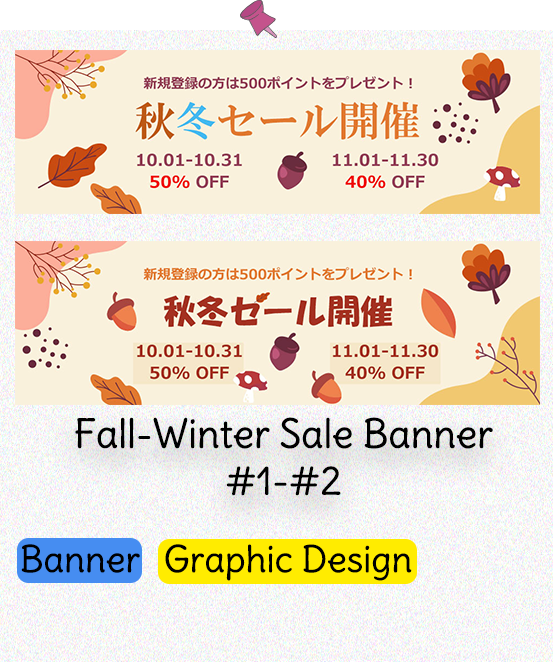 新規登録の方は500ポイントをプレゼント！
秋冬セール開催
10.01-10.31 11.01-11.30
50% OFF 40% OFF
新規登録の方は500ポイントをプレゼント！
秋冬セール開催
10.01-10.31 11.01-11.30
50% OFF 40% OFF
Fall-Winter Sale Banner
#1-#2
Banner Graphic Design